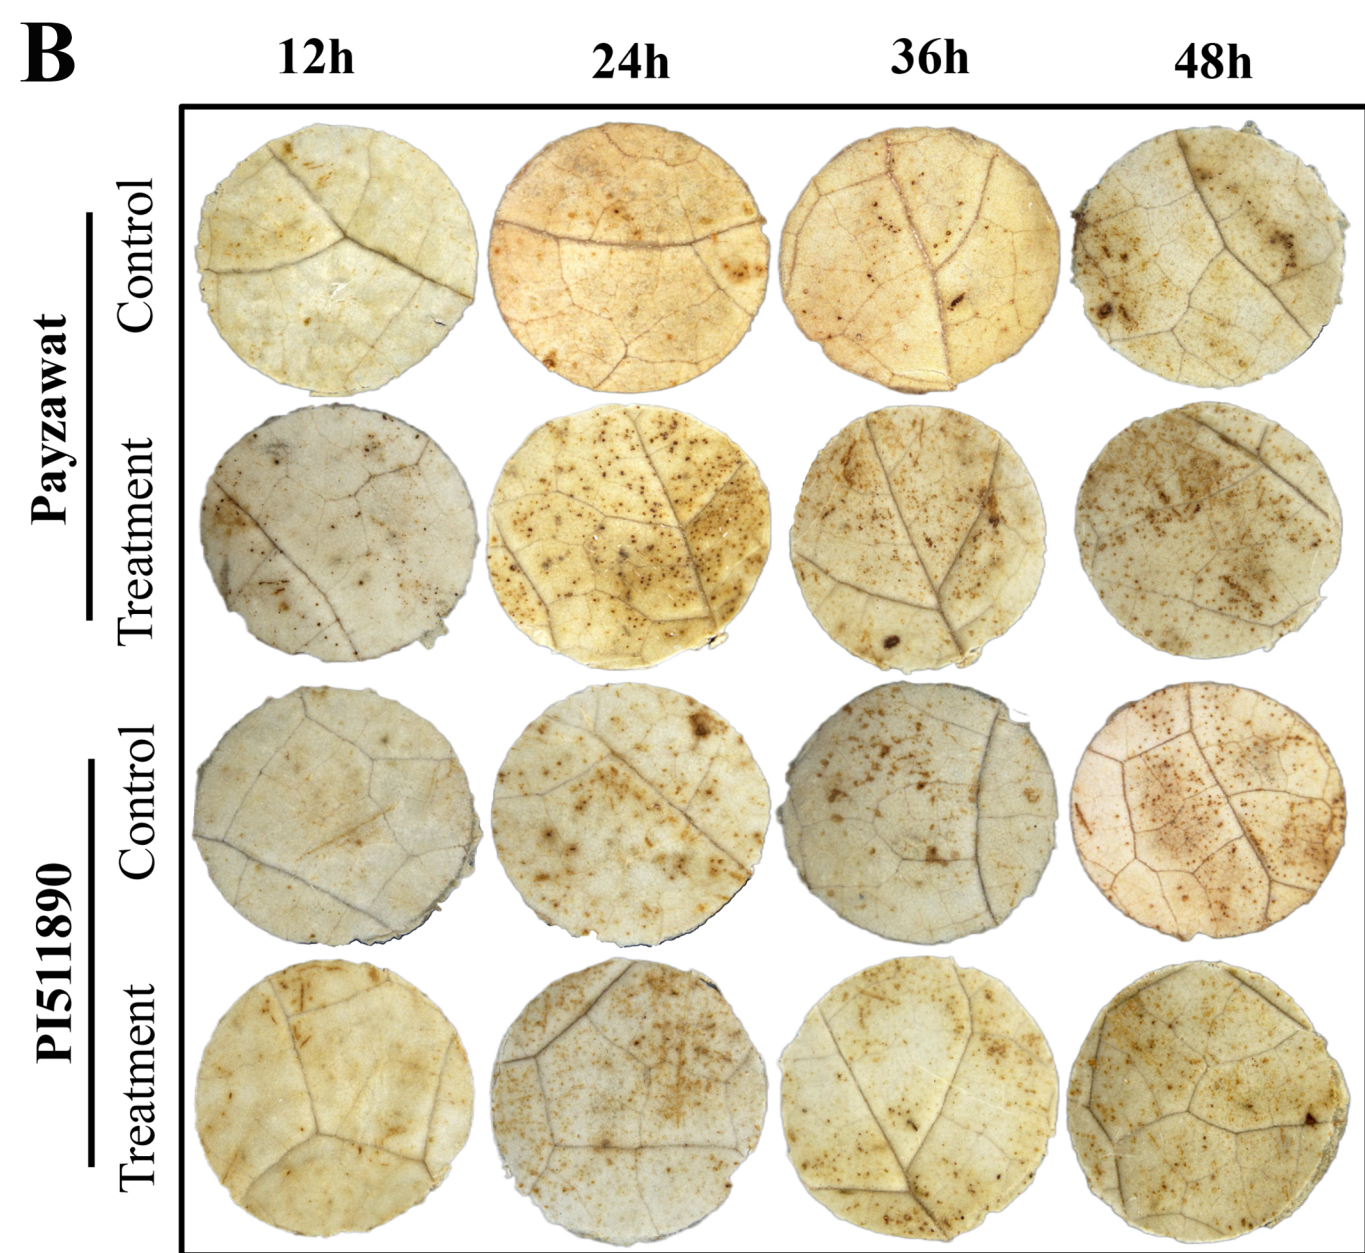 B
12h 24h 36h 48h
Payzawat
Control
Treatment
PI511890
Control
Treatment